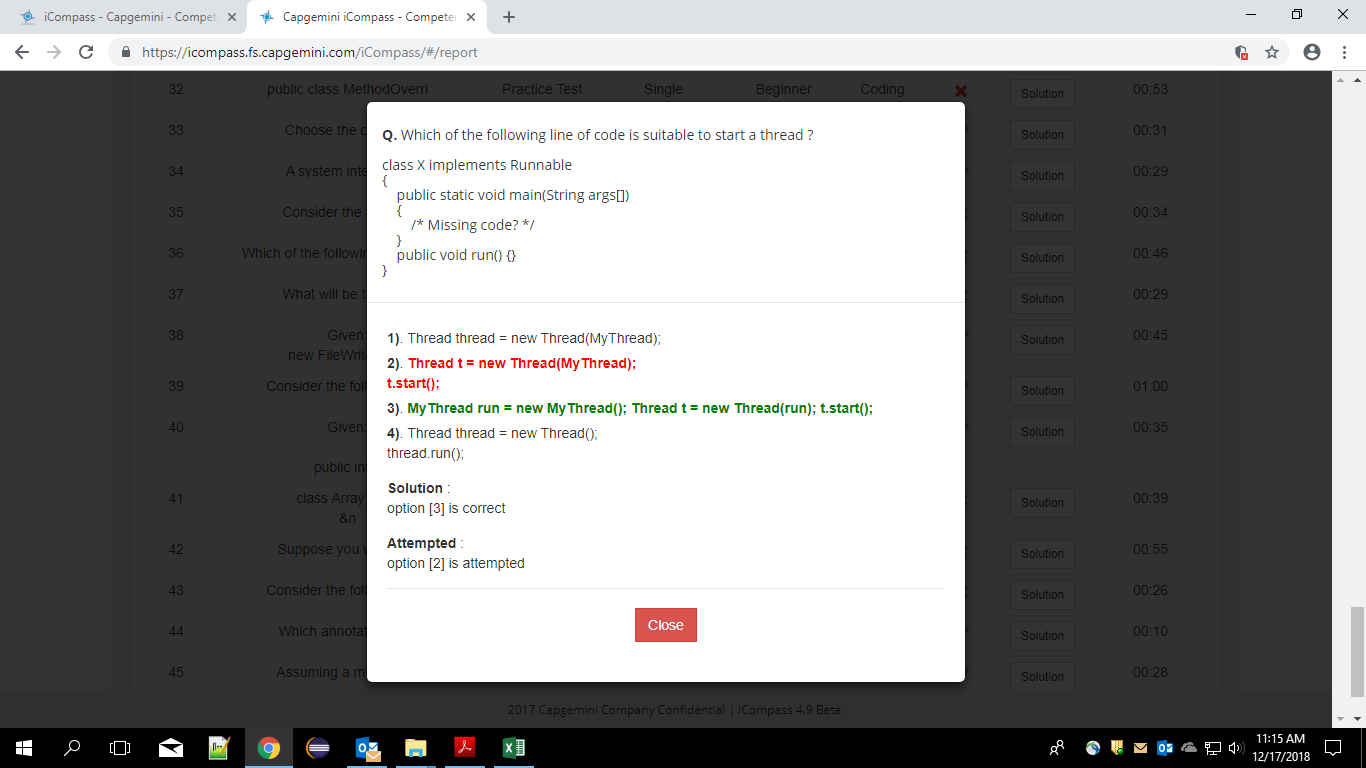 iCompass - Capgemini - Compet
Capgemini iCompass - Competen
https://icompass.fs.capgemini.com/iCompass/#/report
32 public class MethodOverri Practice Test Single Beginner Coding Solution 00:53
33 Choose the Solution 00:31
34 A system inte Solution 00:29
35 Consider the Solution 00:34
36 Which of the followin Solution 00:46
37 What will be t Solution 00:29
38 Given: Solution 00:45
new FileWrit
39 Consider the foll Solution 01:00
40 Given: Solution 00:35
public int
41 class Array Solution 00:39
&n
42 Suppose you Solution 00:55
43 Consider the foll Solution 00:26
44 Which annotat Solution 00:10
45 Assuming a m Solution 00:28
Q. Which of the following line of code is suitable to start a thread ?
class X implements Runnable
{
public static void main(String args[])
{
/* Missing code? */
}
public void run() {}
}
1). Thread thread = new Thread(MyThread);
2). Thread t = new Thread(MyThread);
t.start();
3). MyThread run = new MyThread(); Thread t = new Thread(run); t.start();
4). Thread thread = new Thread();
thread.run();
Solution :
option [3] is correct
Attempted :
option [2] is attempted
Close
2017 Capgemini Company Confidential | iCompass 4.9 Beta
11:15 AM
12/17/2018